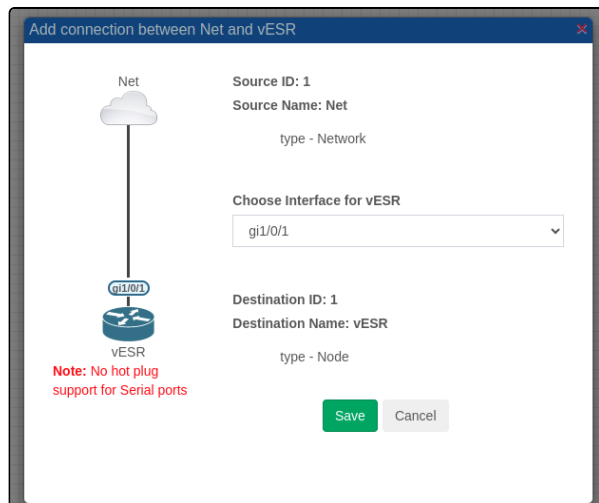 Add connection between Net and vESR
Net
Source ID: 1
Source Name: Net
type - Network
Choose Interface for vESR
gi1/0/1
gi1/0/1
vESR
Note: No hot plug
support for Serial ports
Destination ID: 1
Destination Name: vESR
type - Node
Save
Cancel